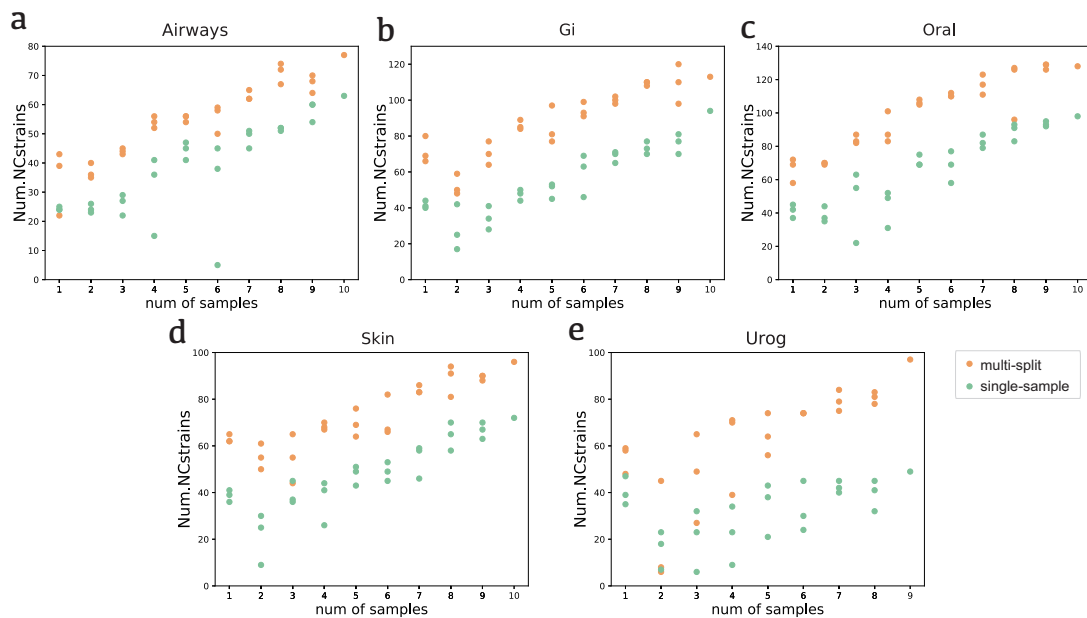 a
Airways
Num.NCstrains
80
70
60
50
40
30
20
10
0
1 2 3 4 5 6 7 8 9 10
num of samples
b
Gi
Num.NCstrains
120
100
80
60
40
20
0
1 2 3 4 5 6 7 8 9 10
num of samples
c
Oral
Num.NCstrains
140
120
100
80
60
40
20
0
1 2 3 4 5 6 7 8 9 10
num of samples
d
Skin
Num.NCstrains
100
80
60
40
20
0
1 2 3 4 5 6 7 8 9 10
num of samples
e
Urog
Num.NCstrains
100
80
60
40
20
0
1 2 3 4 5 6 7 8 9
num of samples
multi-split
single-sample